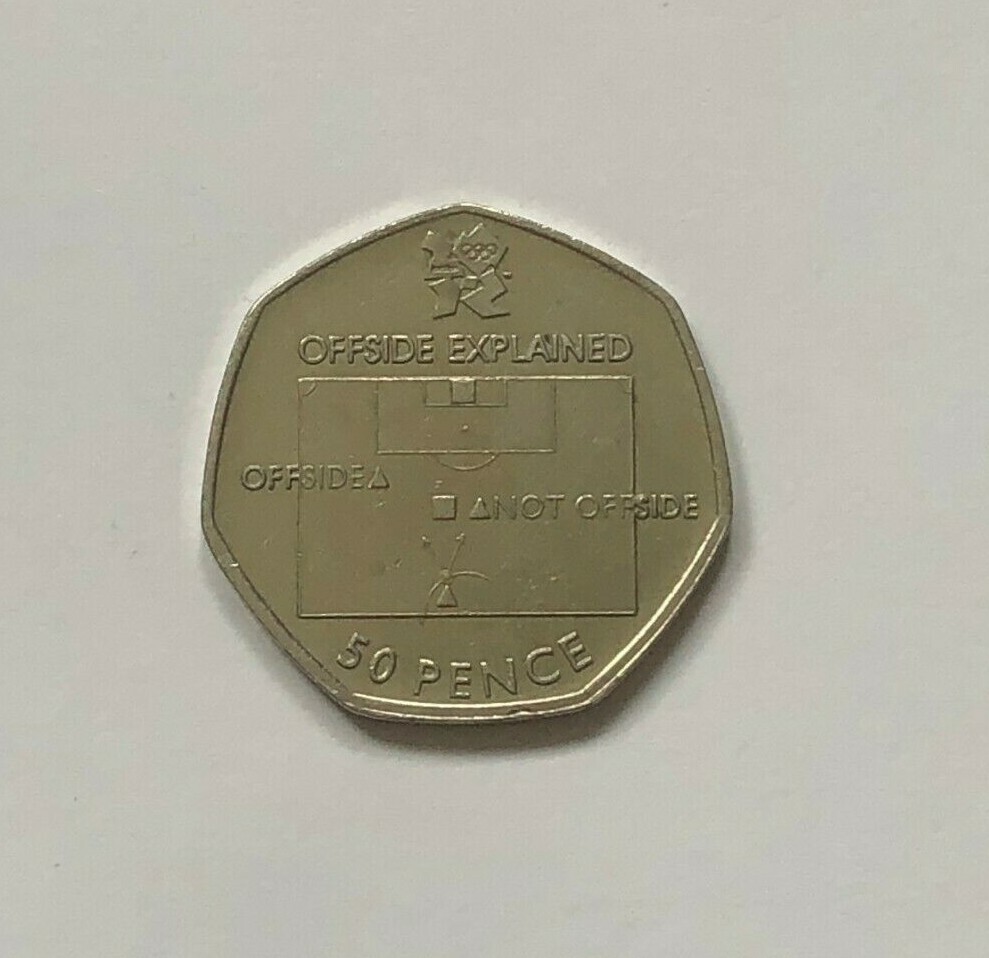 OFFSIDE EXPLAINED
OFFSIDE
NOT OFFSIDE
50 PENCE